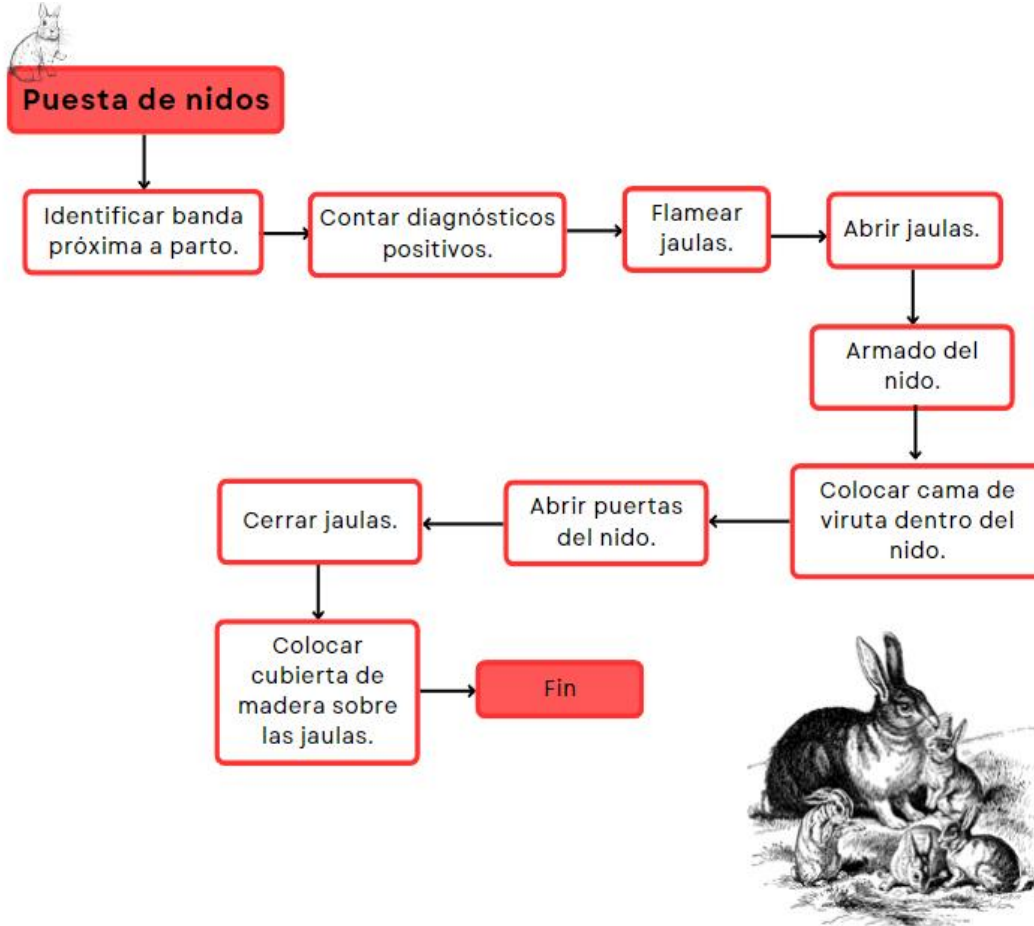 Puesta de nidos
Identificar banda
próxima a parto.
Contar diagnósticos
positivos.
Flamear
jaulas.
Abrir jaulas.
Armado del
nido.
Colocar cama de
viruta dentro del
nido.
Abrir puertas
del nido.
Cerrar jaulas.
Colocar
cubierta de
madera sobre
las jaulas.
Fin